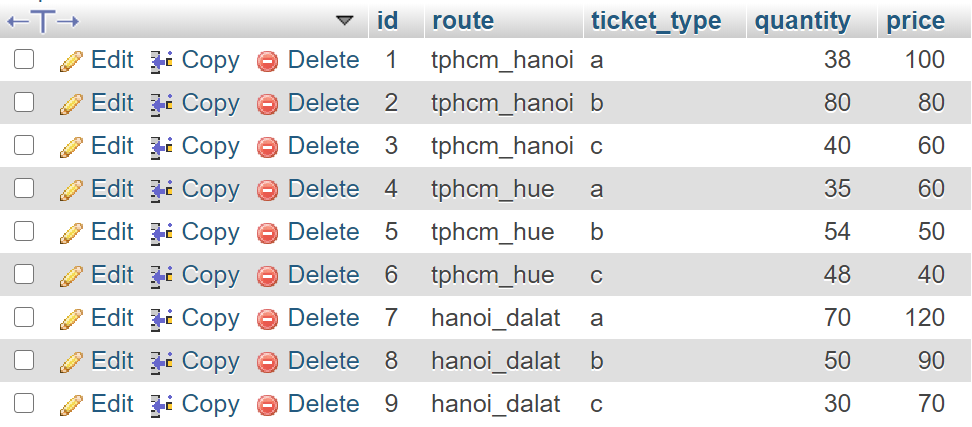 id route ticket_type quantity price
Edit Copy Delete 1 tphcm_hanoi a 38 100
Edit Copy Delete 2 tphcm_hanoi b 80 80
Edit Copy Delete 3 tphcm_hanoi c 40 60
Edit Copy Delete 4 tphcm_hue a 35 60
Edit Copy Delete 5 tphcm_hue b 54 50
Edit Copy Delete 6 tphcm_hue c 48 40
Edit Copy Delete 7 hanoi_dalat a 70 120
Edit Copy Delete 8 hanoi_dalat b 50 90
Edit Copy Delete 9 hanoi_dalat c 30 70